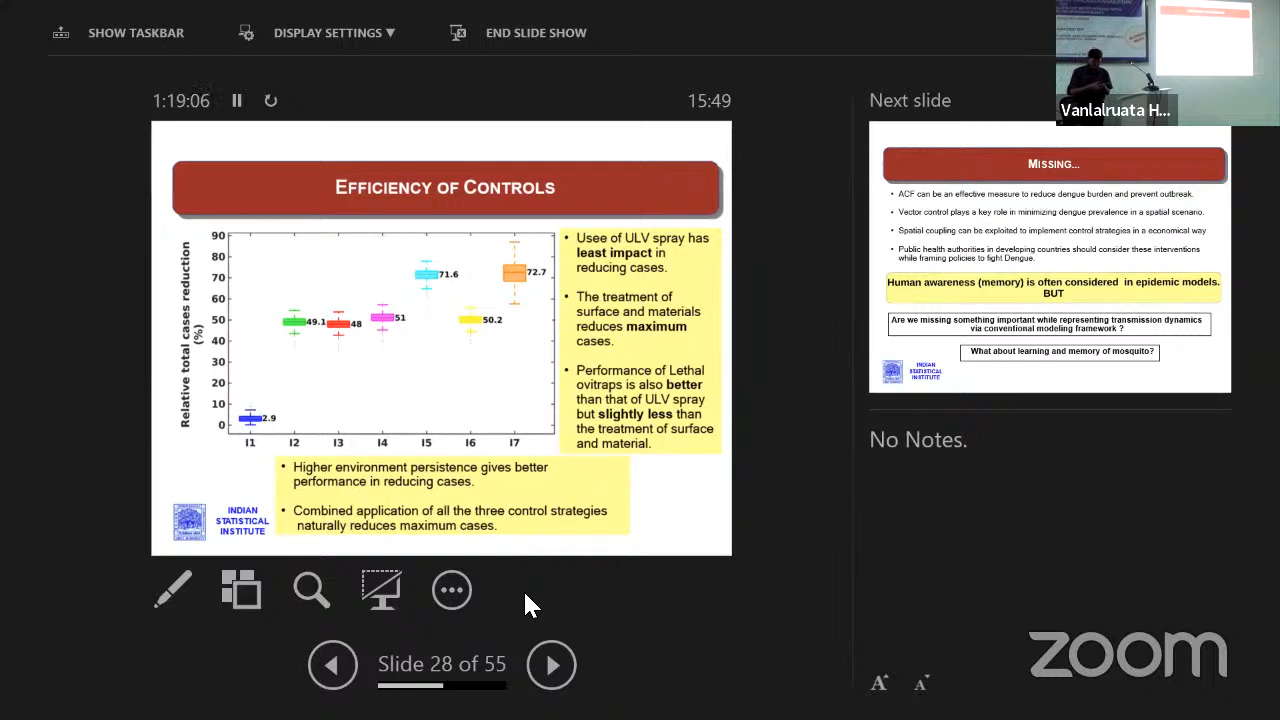 SHOW TASKBAR
DISPLAY SETTINGS ▼
END SLIDE SHOW
Vanlalruata H...
1:19:06
15:49
Next slide
EFFICIENCY OF CONTROLS
Relative total cases reduction
(%)
90
80
70
60
50
40
30
20
10
0
2.9
49.1
48
51
71.6
50.2
72.7
I1
I2
I3
I4
I5
I6
I7
• Usee of ULV spray has
least impact in
reducing cases.
• The treatment of
surface and materials
reduces maximum
cases.
• Performance of Lethal
ovitraps is also better
than that of ULV spray
but slightly less than
the treatment of surface
and material.
• Higher environment persistence gives better
performance in reducing cases.
• Combined application of all the three control strategies
naturally reduces maximum cases.
INDIAN
STATISTICAL
INSTITUTE
MISSING...
• ACF can be an effective measure to reduce dengue burden and prevent outbreak.
• Vector control plays a key role in minimizing dengue prevalence in a spatial scenario.
• Spatial coupling can be exploited to implement control strategies in a economical way
• Public health authorities in developing countries should consider these interventions
while framing policies to fight Dengue.
Human awareness (memory) is often considered in epidemic models.
BUT
Are we missing something important while representing transmission dynamics
via conventional modeling framework ?
What about learning and memory of mosquito?
INDIAN
STATISTICAL
INSTITUTE
No Notes.
Slide 28 of 55
A A
zoom